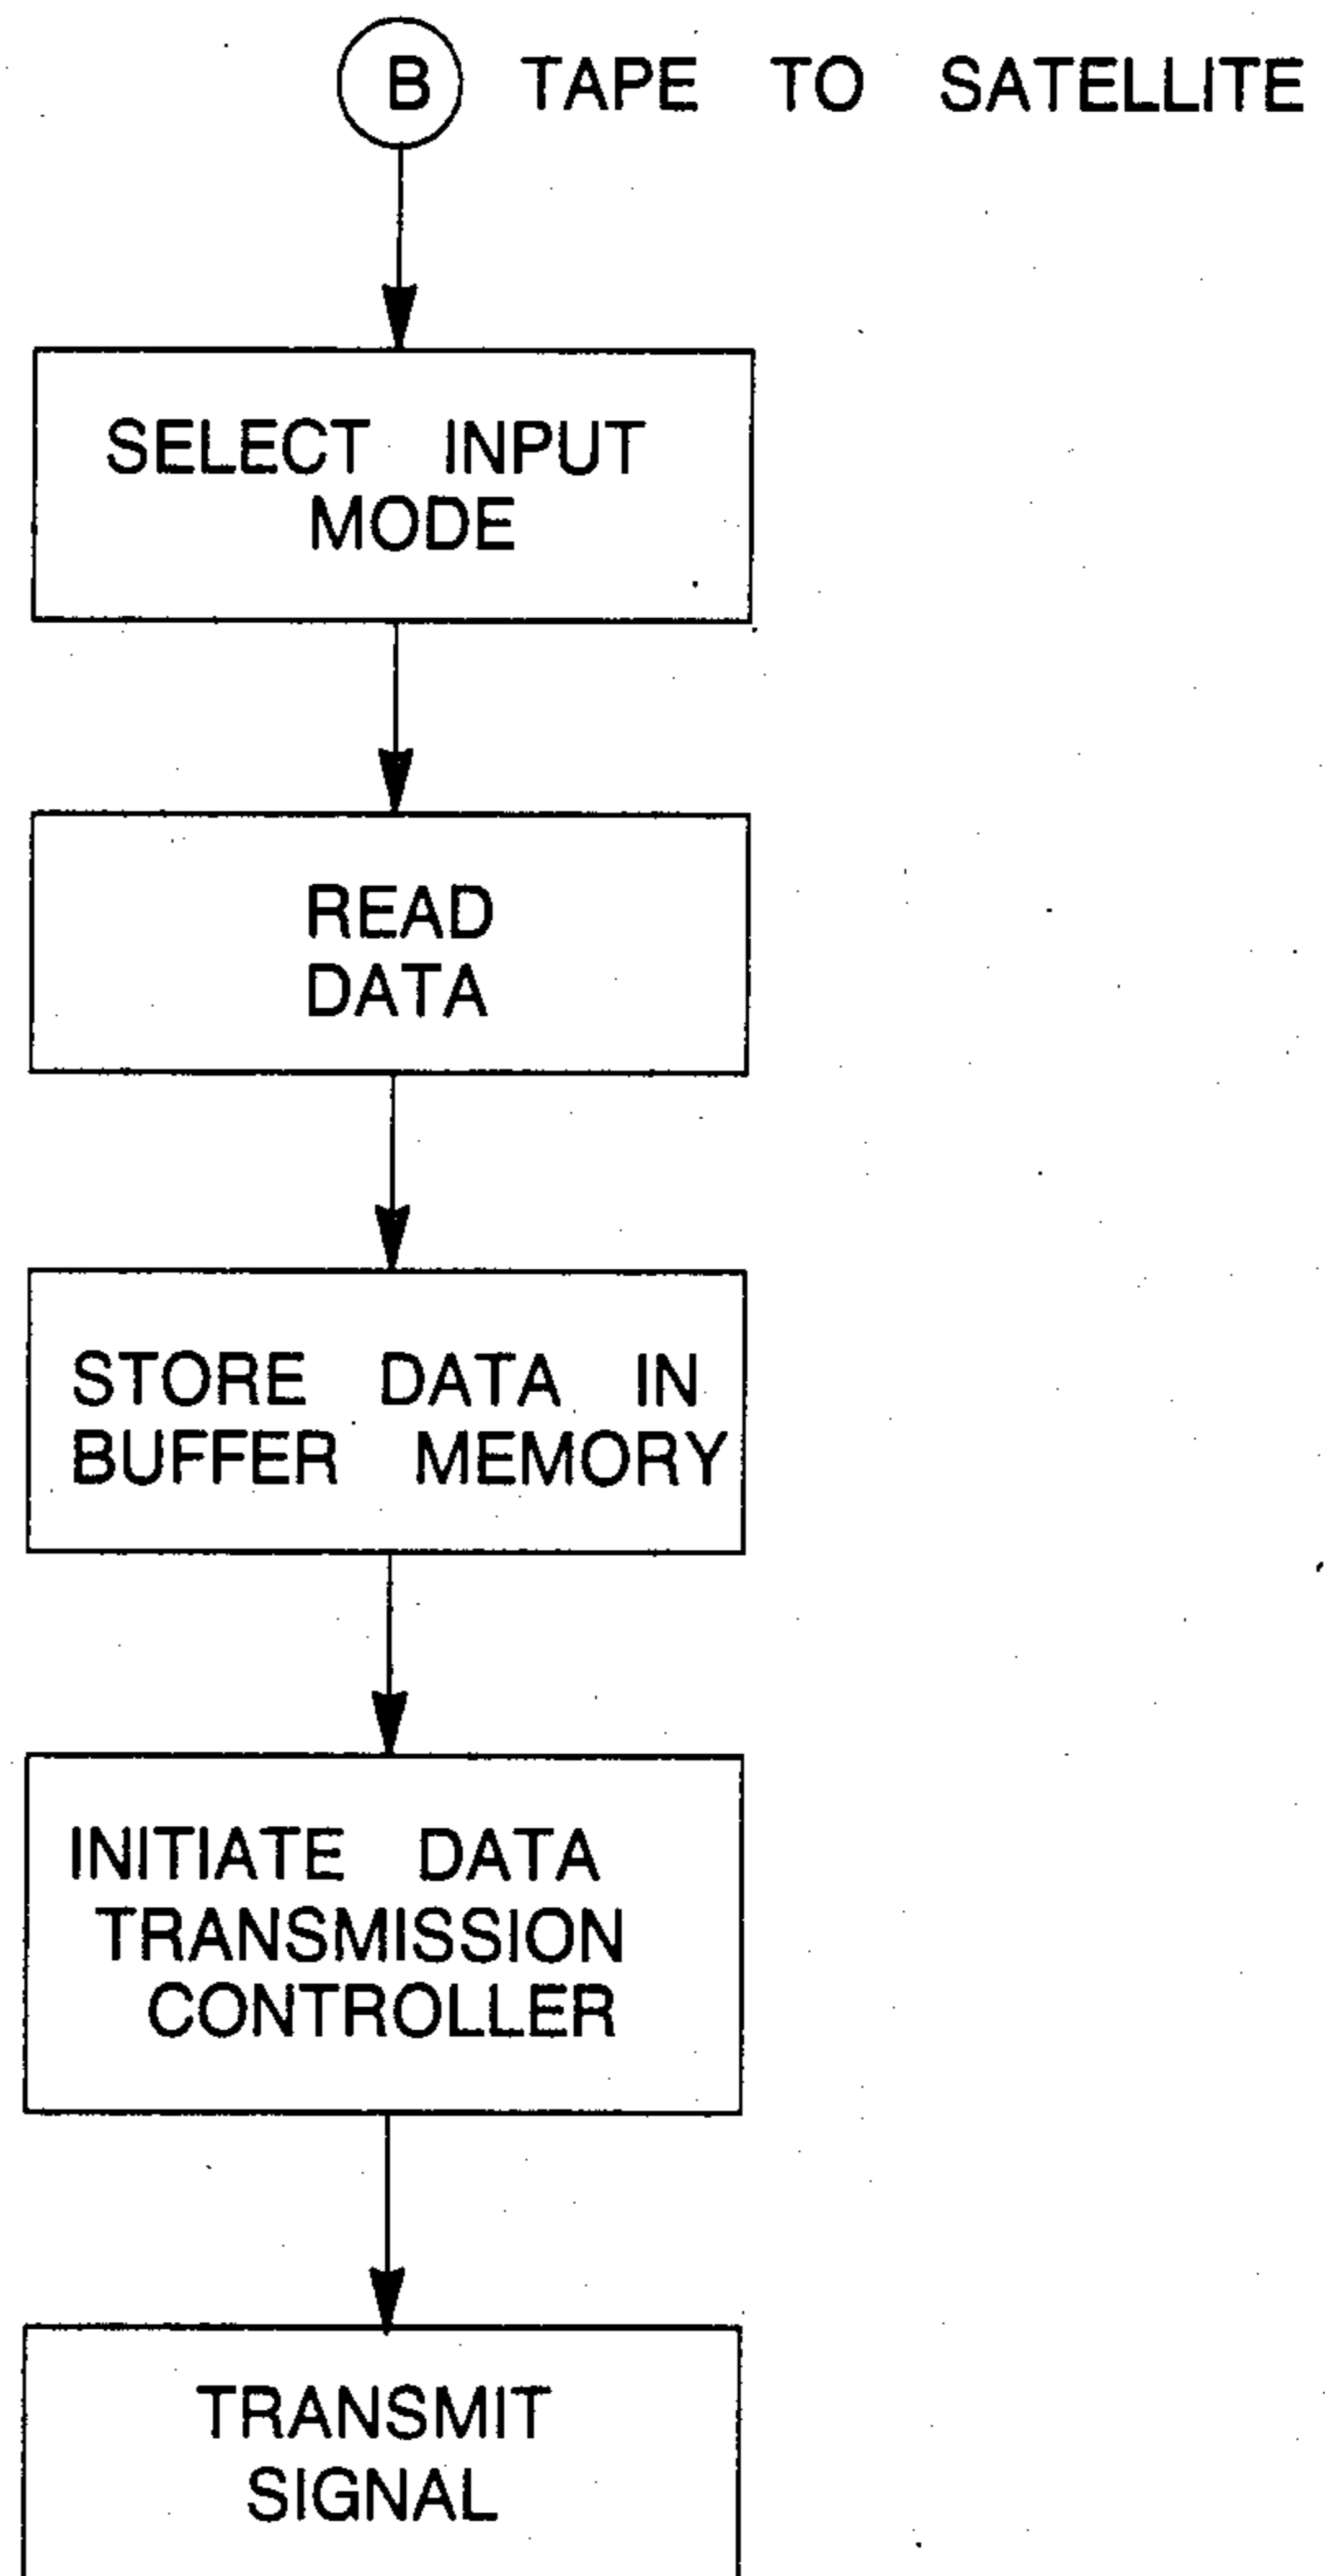 B TAPE TO SATELLITE
SELECT INPUT
MODE
READ
DATA
STORE DATA IN
BUFFER MEMORY
INITIATE DATA
TRANSMISSION
CONTROLLER
TRANSMIT
SIGNAL